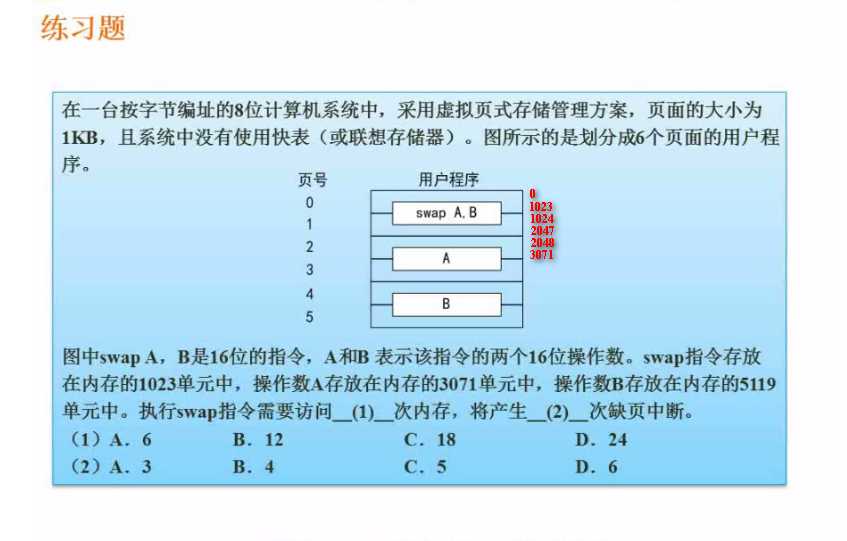 练习题
在一台按字节编址的8位计算机系统中，采用虚拟页式存储管理方案，页面的大小为
1KB，且系统中没有使用快表（或联想存储器）。图所示的是划分成6个页面的用户程
序。
页号 用户程序
0
1
2
3
4
5
swap A,B
A
B
0
1023
1024
2047
2048
3071
图中swap A，B是16位的指令，A和B 表示该指令的两个16位操作数。swap指令存放
在内存的1023单元中，操作数A存放在内存的3071单元中，操作数B存放在内存的5119
单元中。执行swap指令需要访问__(1)__次内存，将产生__(2)__次缺页中断。
（1）A．6 B．12 C．18 D．24
（2）A．3 B．4 C．5 D．6